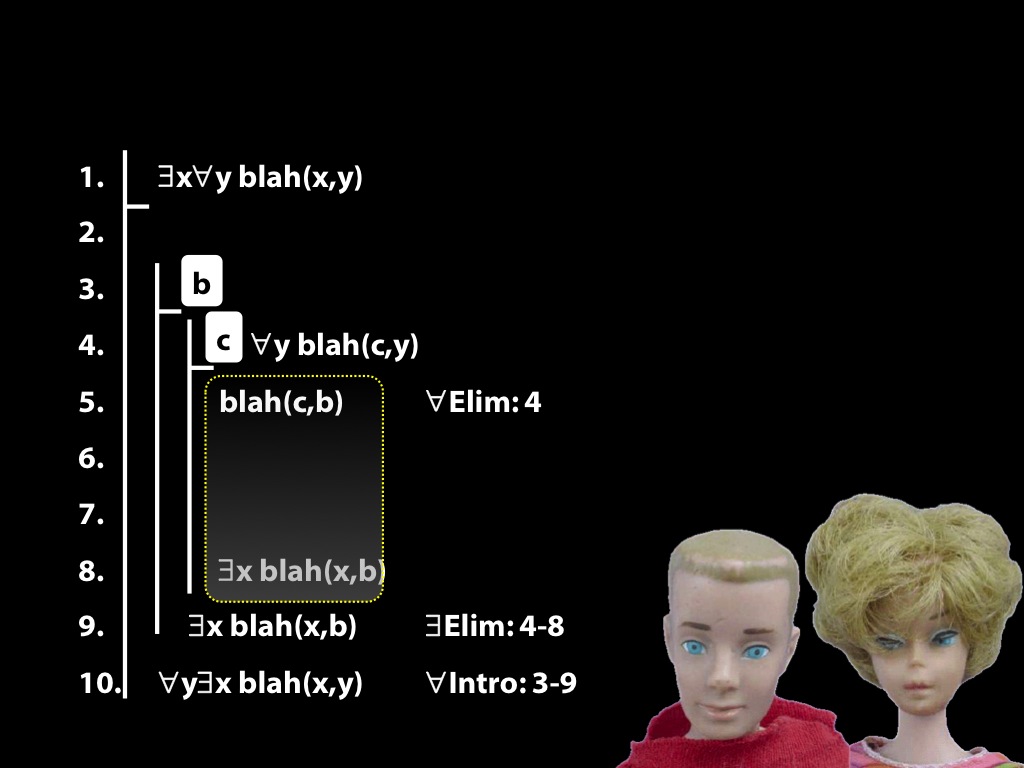 1. ∃x∀y blah(x,y)
2.
3. b
4. c ∀y blah(c,y)
5. blah(c,b) ∀Elim: 4
6.
7.
8. ∃x blah(x,b)
9. ∃x blah(x,b) ∃Elim: 4-8
10. ∀y∃x blah(x,y) ∀Intro: 3-9